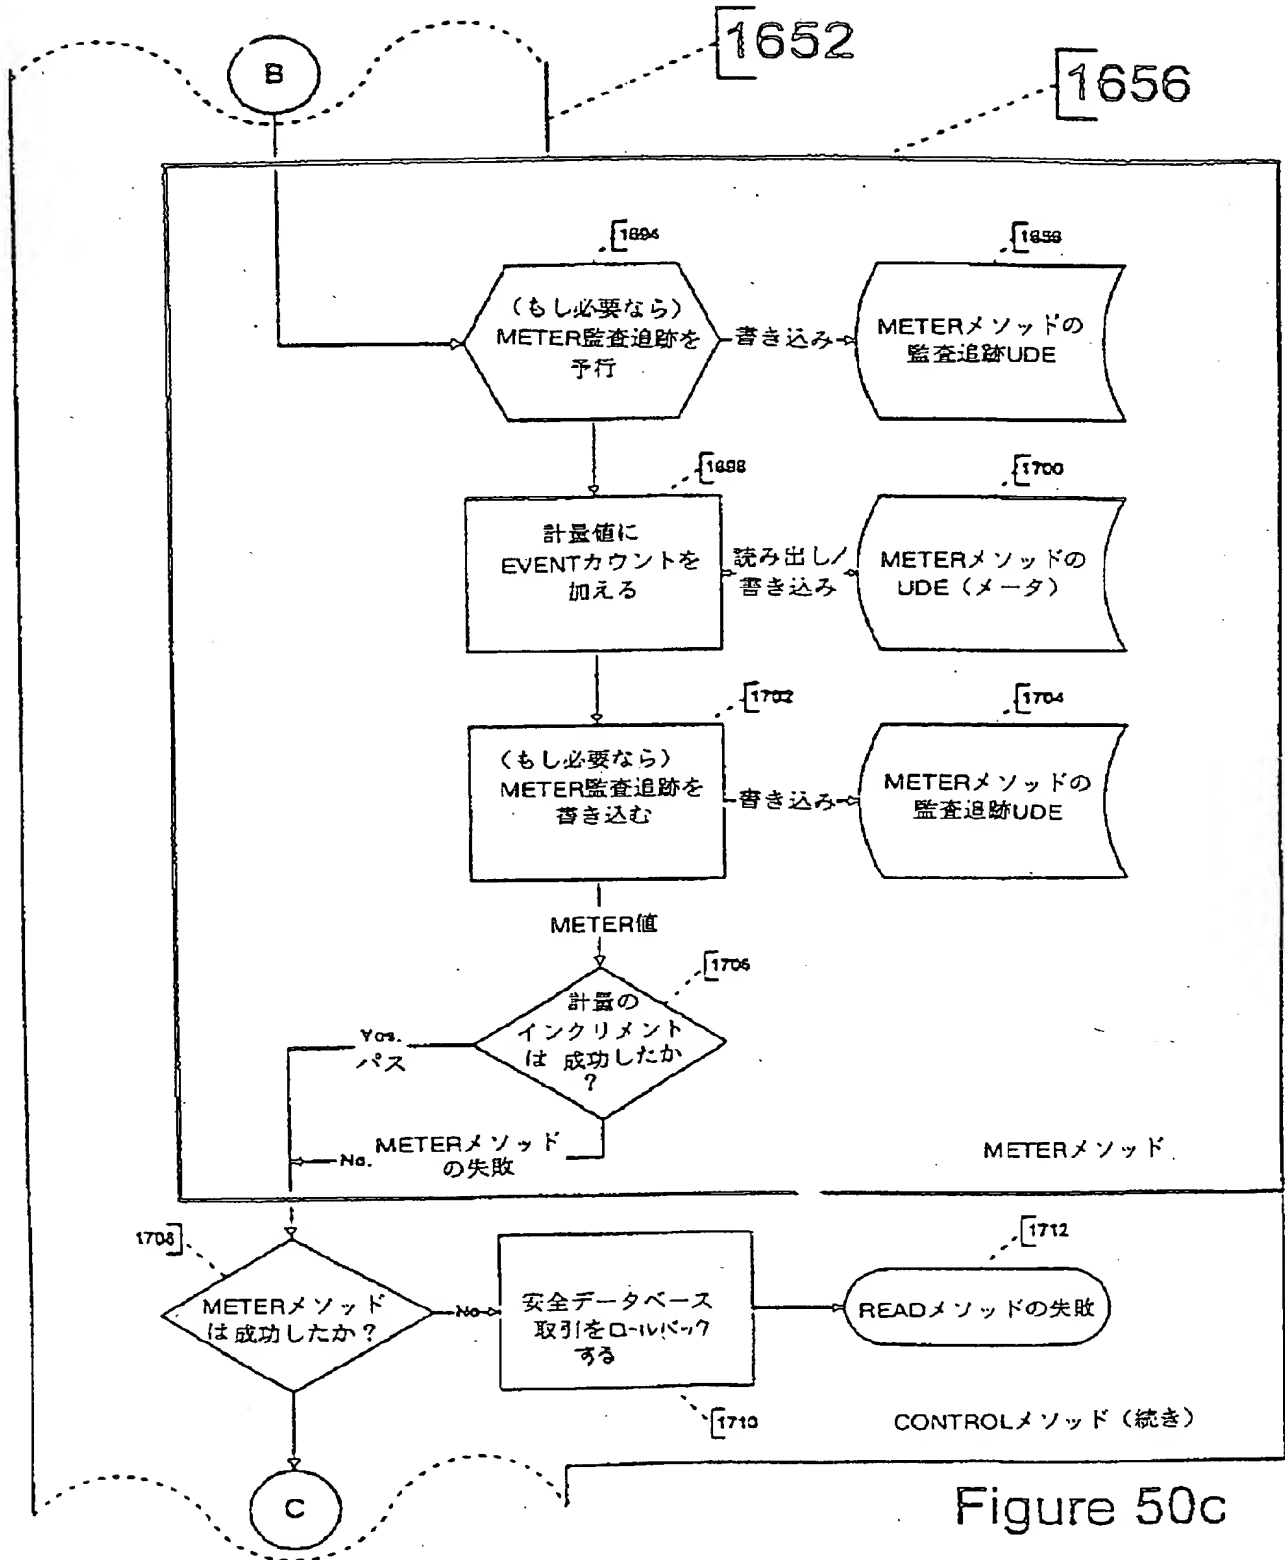 1652
1656
B
1694
(もし必要なら)
METER監査追跡を
予行
書き込み
METERメソッドの
監査追跡UDE
1698
計量値に
EVENTカウントを
加える
読み出し/
書き込み
1700
METERメソッドの
UDE(メータ)
1702
(もし必要なら)
METER監査追跡を
書き込む
書き込み
1704
METERメソッドの
監査追跡UDE
METER値
1706
計量の
インクリメント
は 成功したか
?
Yes.
パス
No.
METERメソッド
の失敗
METERメソッド
1708
METERメソッド
は成功したか?
No
安全データベース
取引をロールバック
する
1710
1712
READメソッドの失敗
CONTROLメソッド(続き)
C
Figure 50c